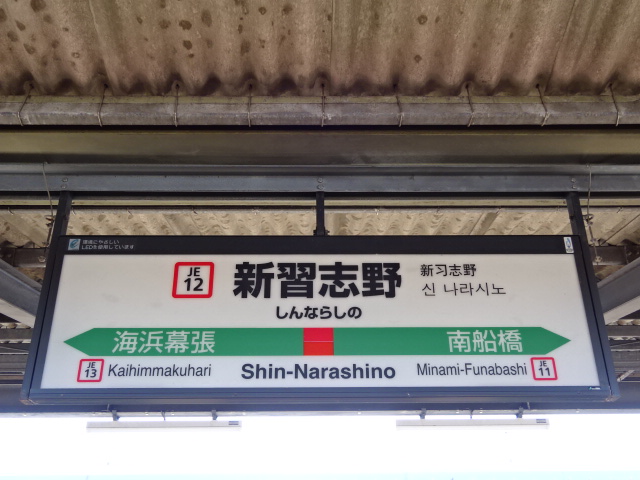 環境にやさしい
LEDを使用しています
JE
12
新習志野
しんならしの
新习志野
신 나라시노
海浜幕張
南船橋
JE
13
Kaihimmakuhari
Shin-Narashino
Minami-Funabashi
JE
11